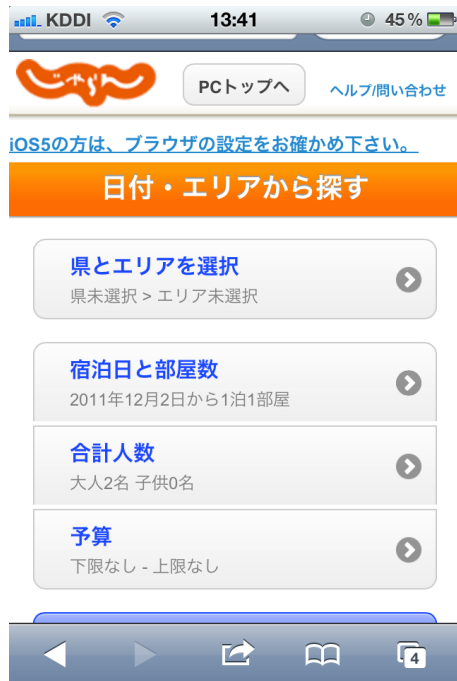 KDDI 13:41 45%
じゃらん PCトップへ ヘルプ/問い合わせ
iOS5の方は、ブラウザの設定をお確かめ下さい。
日付・エリアから探す
県とエリアを選択
県未選択 > エリア未選択
宿泊日と部屋数
2011年12月2日から1泊1部屋
合計人数
大人2名 子供0名
予算
下限なし - 上限なし
4